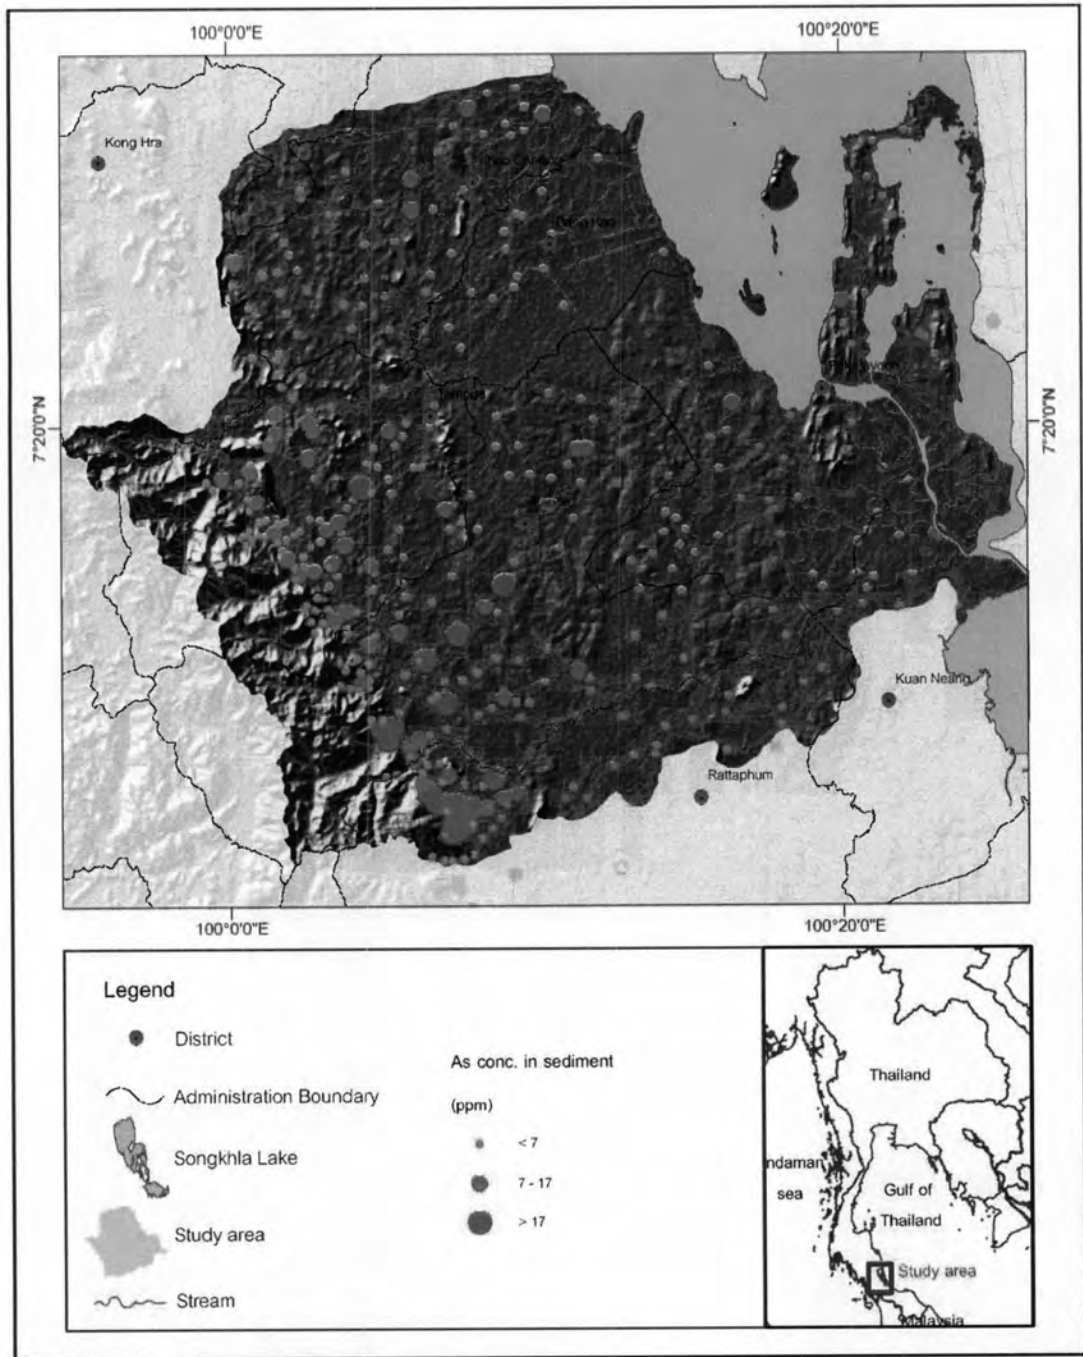 100°0'0"E
100°20'0"E
Kong Hra
7°20'0"N
7°20'0"N
Kuan Neang
Rattaphum
100°0'0"E
100°20'0"E
Legend
District
Administration Boundary
Songkhla Lake
Study area
Stream
As conc. in sediment
(ppm)
< 7
7 - 17
> 17
Thailand
ndaman
sea
Gulf of
Thailand
Study area
Malaysia